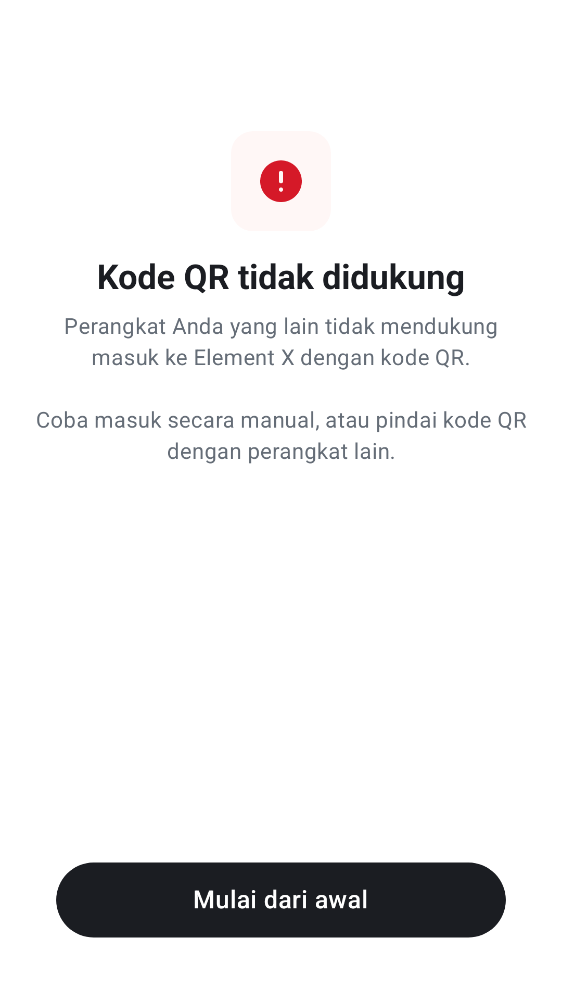 Kode QR tidak didukung
Perangkat Anda yang lain tidak mendukung
masuk ke Element X dengan kode QR.
Coba masuk secara manual, atau pindai kode QR
dengan perangkat lain.
Mulai dari awal